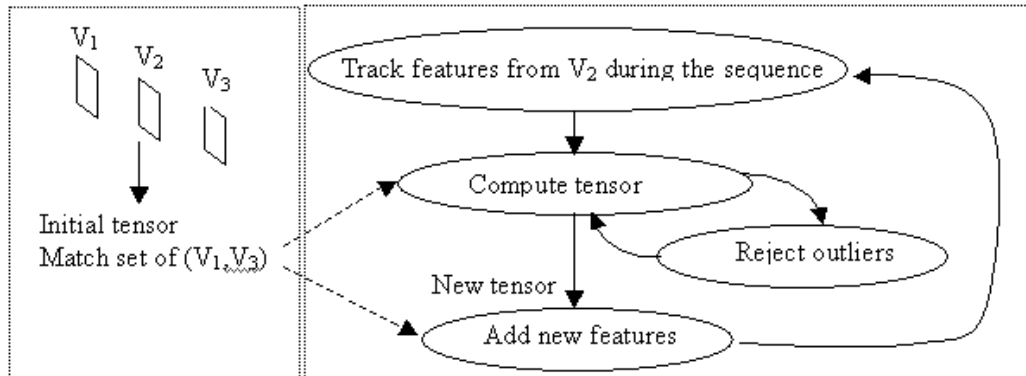 V1
V2
V3
Initial tensor
Match set of (V1,V3)
Track features from V2 during the sequence
Compute tensor
Reject outliers
New tensor
Add new features